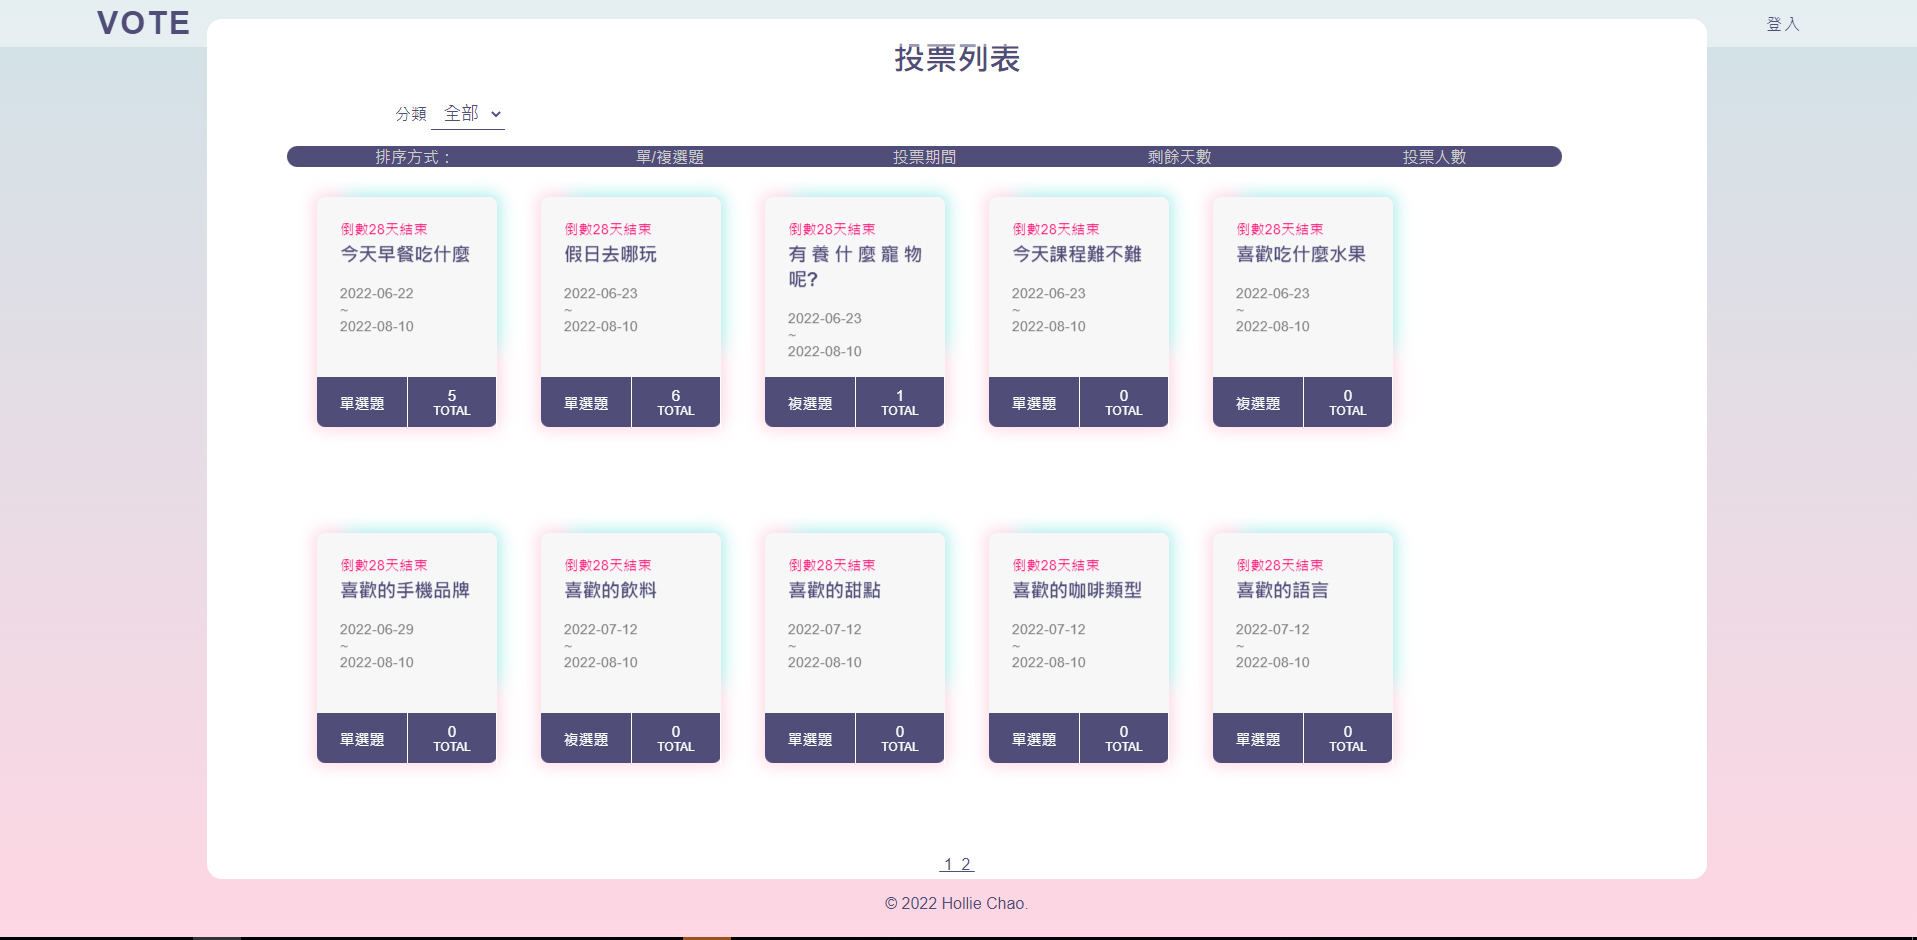 VOTE
登入
投票列表
分類 全部
排序方式： 單/複選題 投票期間 剩餘天數 投票人數
倒數28天結束
今天早餐吃什麼
2022-06-22
~
2022-08-10
單選題
5
TOTAL
倒數28天結束
假日去哪玩
2022-06-23
~
2022-08-10
單選題
6
TOTAL
倒數28天結束
有養什麼寵物
呢?
2022-06-23
~
2022-08-10
複選題
1
TOTAL
倒數28天結束
今天課程難不難
2022-06-23
~
2022-08-10
單選題
0
TOTAL
倒數28天結束
喜歡吃什麼水果
2022-06-23
~
2022-08-10
複選題
0
TOTAL
倒數28天結束
喜歡的手機品牌
2022-06-29
~
2022-08-10
單選題
0
TOTAL
倒數28天結束
喜歡的飲料
2022-07-12
~
2022-08-10
複選題
0
TOTAL
倒數28天結束
喜歡的甜點
2022-07-12
~
2022-08-10
單選題
0
TOTAL
倒數28天結束
喜歡的咖啡類型
2022-07-12
~
2022-08-10
單選題
0
TOTAL
倒數28天結束
喜歡的語言
2022-07-12
~
2022-08-10
單選題
0
TOTAL
1 2
© 2022 Hollie Chao.